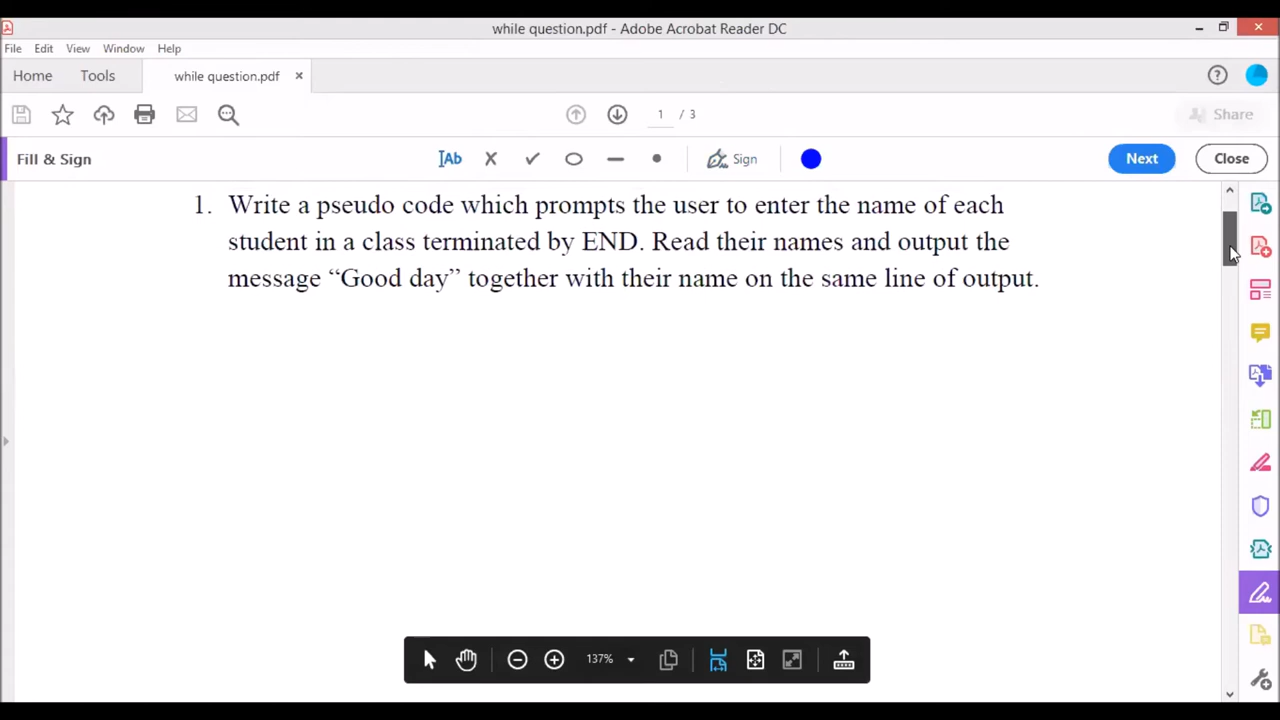 while question.pdf - Adobe Acrobat Reader DC
File Edit View Window Help
Home Tools while question.pdf ×
1 / 3
Share
Fill & Sign
Ab Sign Next Close
1. Write a pseudo code which prompts the user to enter the name of each
student in a class terminated by END. Read their names and output the
message “Good day” together with their name on the same line of output.
137%